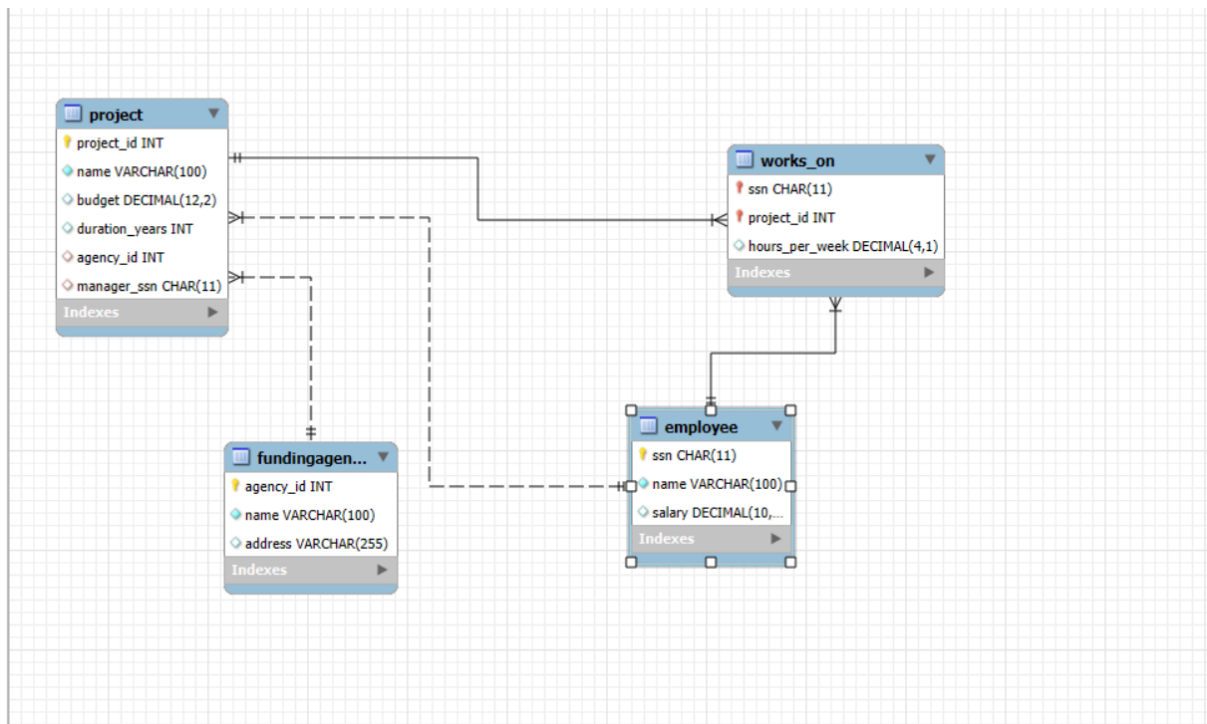 project
project_id INT
name VARCHAR(100)
budget DECIMAL(12,2)
duration_years INT
agency_id INT
manager_ssn CHAR(11)
Indexes
works_on
ssn CHAR(11)
project_id INT
hours_per_week DECIMAL(4,1)
Indexes
fundingagen...
agency_id INT
name VARCHAR(100)
address VARCHAR(255)
Indexes
employee
ssn CHAR(11)
name VARCHAR(100)
salary DECIMAL(10,...
Indexes